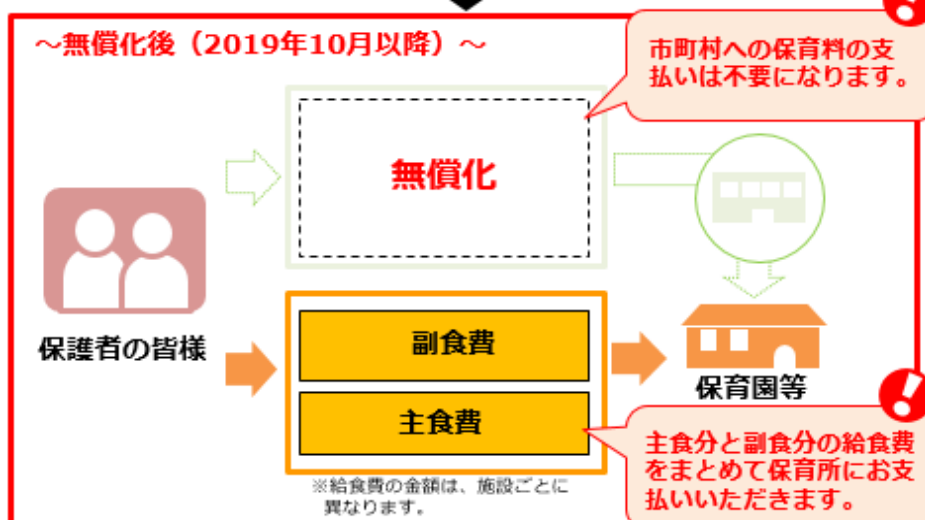 ～無償化後（2019年10月以降）～
市町村への保育料の支
払いは不要になります。
無償化
保護者の皆様
副食費
主食費
保育園等
主食分と副食分の給食費
をまとめて保育所にお支
払いいただきます。
※給食費の金額は、施設ごとに
異なります。